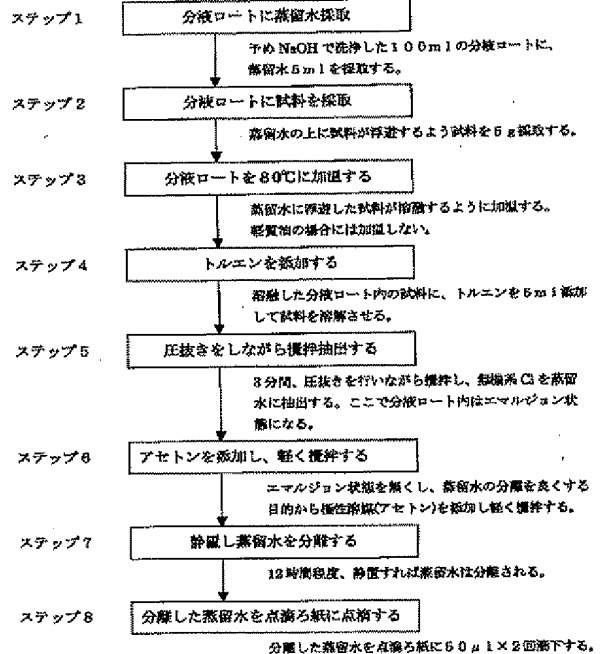 ステップ1
分液ロートに蒸留水採取
予め NaOH で洗浄した100mlの分液ロートに、
蒸留水5mlを採取する。
ステップ2
分液ロートに試料を採取
蒸留水の上に試料が浮遊するよう試料を5g採取する。
ステップ3
分液ロートを80℃に加温する
蒸留水に浮遊した試料が溶融するように加温する。
軽質油の場合には加温しない。
ステップ4
トルエンを添加する
溶融した分液ロート内の試料に、トルエンを5ml添加
して試料を溶解させる。
ステップ5
圧抜きをしながら攪拌抽出する
3分間、圧抜きを行いながら攪拌し、無機系Clを蒸留
水に抽出する。ここで分液ロート内はエマルジョン状
態になる。
ステップ6
アセトンを添加し、軽く攪拌する
エマルジョン状態を無くし、蒸留水の分離を良くする
目的から極性溶媒(アセトン)を添加し軽く攪拌する。
ステップ7
静置し蒸留水を分離する
12時間程度、静置すれば蒸留水は分離される。
ステップ8
分離した蒸留水を点滴ろ紙に点滴する
分離した蒸留水を点滴ろ紙に50μl×2回滴下する。